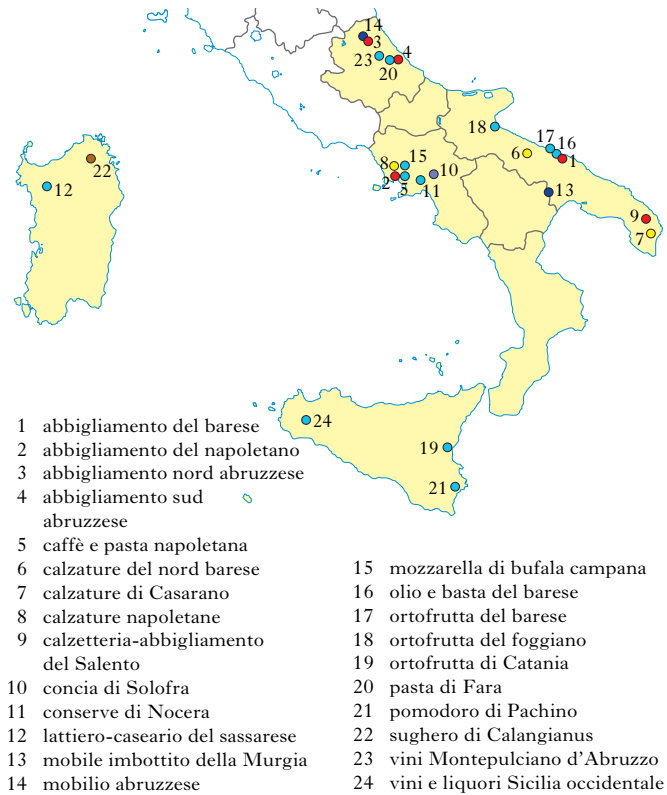 14
3
4
23
20
18
17
16
6
1
8
15
10
2
5
11
13
9
7
22
12
24
19
21
1 abbigliamento del barese
2 abbigliamento del napoletano
3 abbigliamento nord abruzzese
4 abbigliamento sud
abruzzese
5 caffè e pasta napoletana
6 calzature del nord barese
7 calzature di Casarano
8 calzature napoletane
9 calzetteria-abbigliamento
del Salento
10 concia di Solofra
11 conserve di Nocera
12 lattiero-caseario del sassarese
13 mobile imbottito della Murgia
14 mobilio abruzzese
15 mozzarella di bufala campana
16 olio e basta del barese
17 ortofrutta del barese
18 ortofrutta del foggiano
19 ortofrutta di Catania
20 pasta di Fara
21 pomodoro di Pachino
22 sughero di Calangianus
23 vini Montepulciano d'Abruzzo
24 vini e liquori Sicilia occidentale